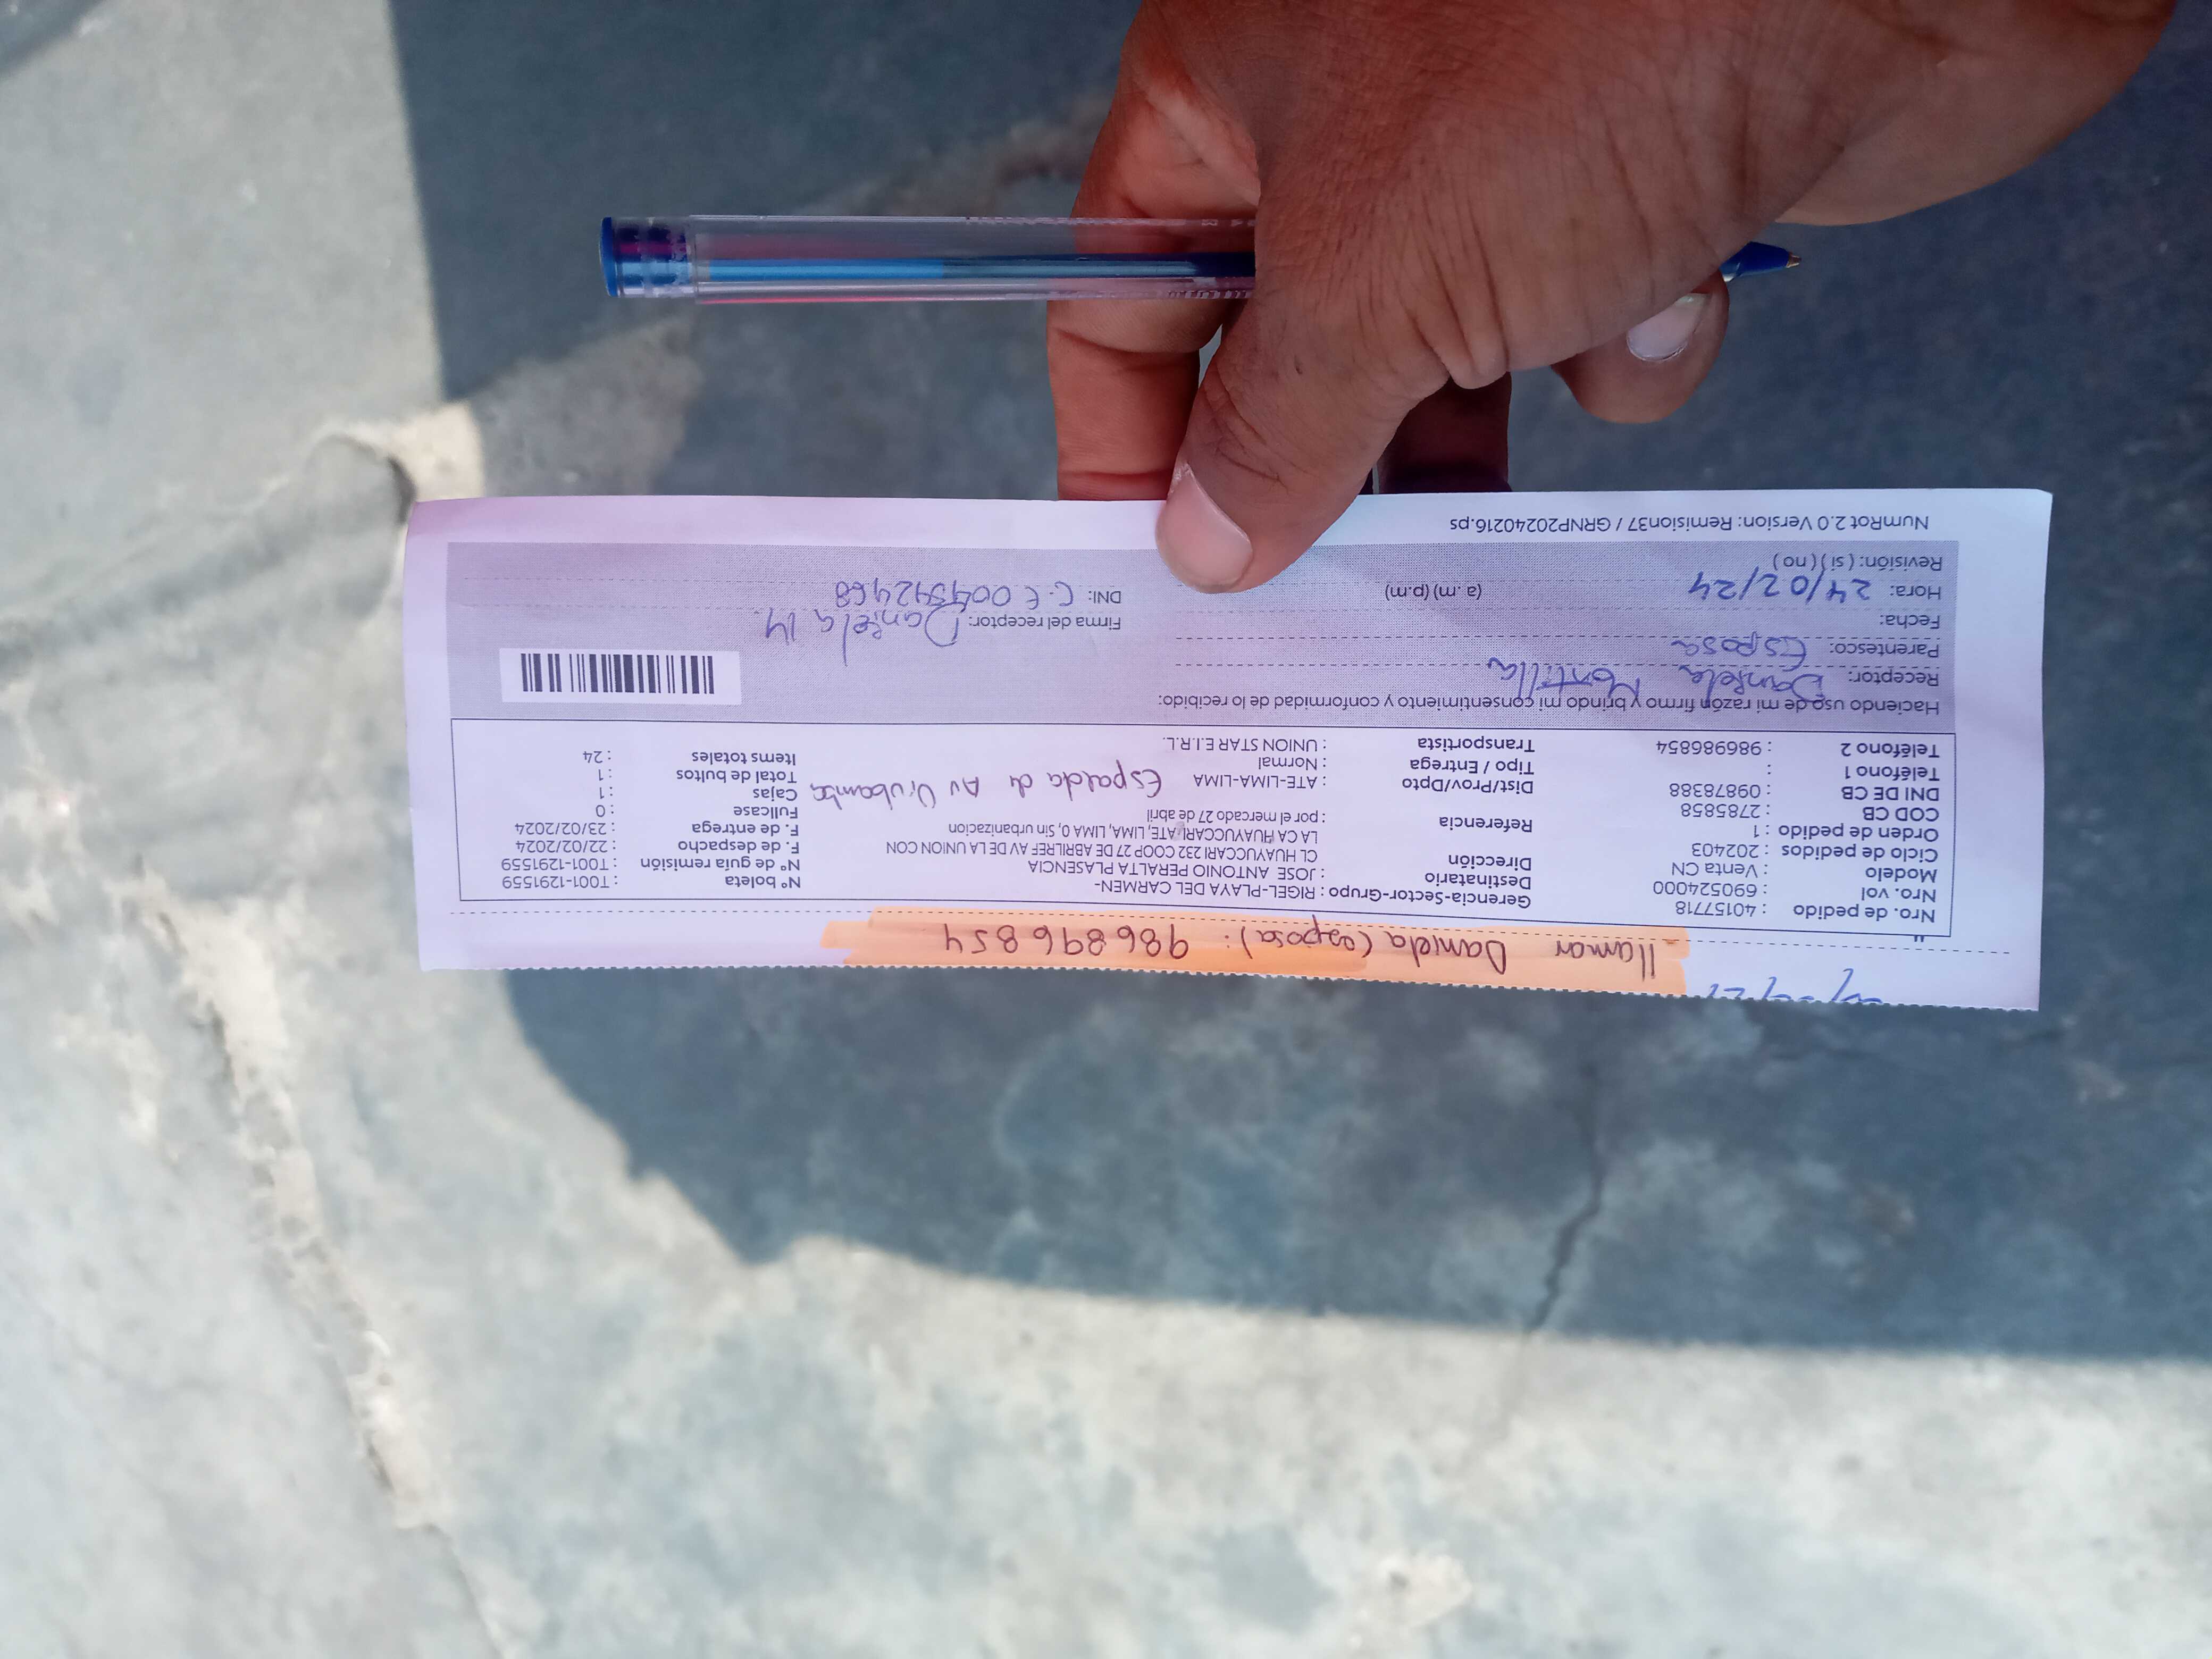 llamar Daniela (esposa): 986896854
Nro. de pedido : 40157718
Nro. vol : 690524000
Modelo : Venta CN
Ciclo de pedidos : 202403
Orden de pedido : 1
COD CB : 2785858
DNI DE CB : 09878388
Teléfono 1 :
Teléfono 2 : 986986854
Gerencia-Sector-Grupo : RIGEL-PLAYA DEL CARMEN-
Destinatario : JOSE ANTONIO PERALTA PLASENCIA
Dirección CL HUAYUCCARI 232 COOP 27 DE ABRILREF AV DE LA UNION CON
LA CA HUAYUCCARI ATE, LIMA, LIMA 0, Sin urbanizacion
Referencia : por el mercado 27 de abril
Dist/Prov/Dpto : ATE-LIMA-LIMA Espalda de Av
Tipo / Entrega : Normal
Transportista : UNION STAR E.I.R.L.
Nº boleta : T001-1291559
Nº de guía remisión : T001-1291559
F. de despacho : 22/02/2024
F. de entrega : 23/02/2024
Fullcase : 0
Cajas : 1
Total de bultos : 1
Items totales : 24
Haciendo uso de mi razón firmo y brindo mi consentimiento y conformidad de lo recibido:
Receptor: Daniela Montilla
Parentesco: Esposa
Fecha:
Hora: 24/02/24 (a .m) (p.m)
Revisión: ( si ) ( no )
Firma del receptor: Daniela M.
DNI: C.E 004542468
NumRot 2.0 Version: Remision37 / GRNP20240216.ps